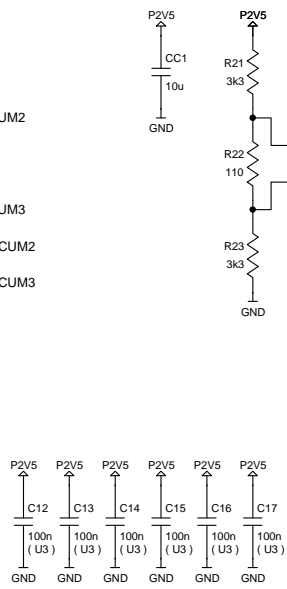 P2V5 P2V5
CC1
10u
GND
R21
3k3
UM2
R22
110
UM3
CUM2
R23
3k3
CUM3
GND
P2V5 P2V5 P2V5 P2V5 P2V5 P2V5
C12 C13 C14 C15 C16 C17
100n 100n 100n 100n 100n 100n
( U3 ) ( U3 ) ( U3 ) ( U3 ) ( U3 ) ( U3 )
GND GND GND GND GND GND